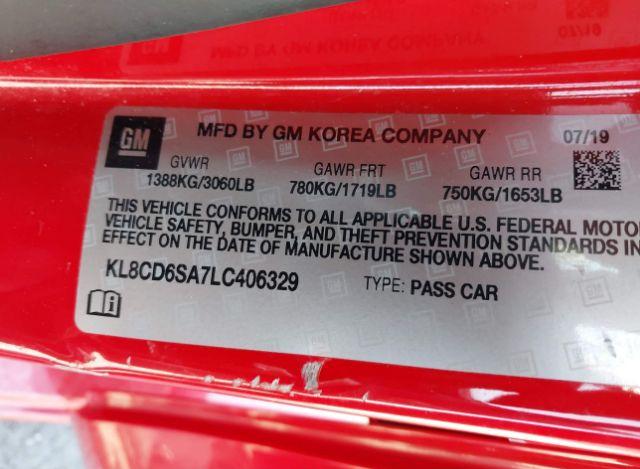 GM MFD BY GM KOREA COMPANY 07/19
GVWR GAWR FRT GAWR RR
1388KG/3060LB 780KG/1719LB 750KG/1653LB
THIS VEHICLE CONFORMS TO ALL APPLICABLE U.S. FEDERAL MOTO
VEHICLE SAFETY, BUMPER, AND THEFT PREVENTION STANDARDS IN
EFFECT ON THE DATE OF MANUFACTURE SHOWN ABOVE.
KL8CD6SA7LC406329 TYPE: PASS CAR